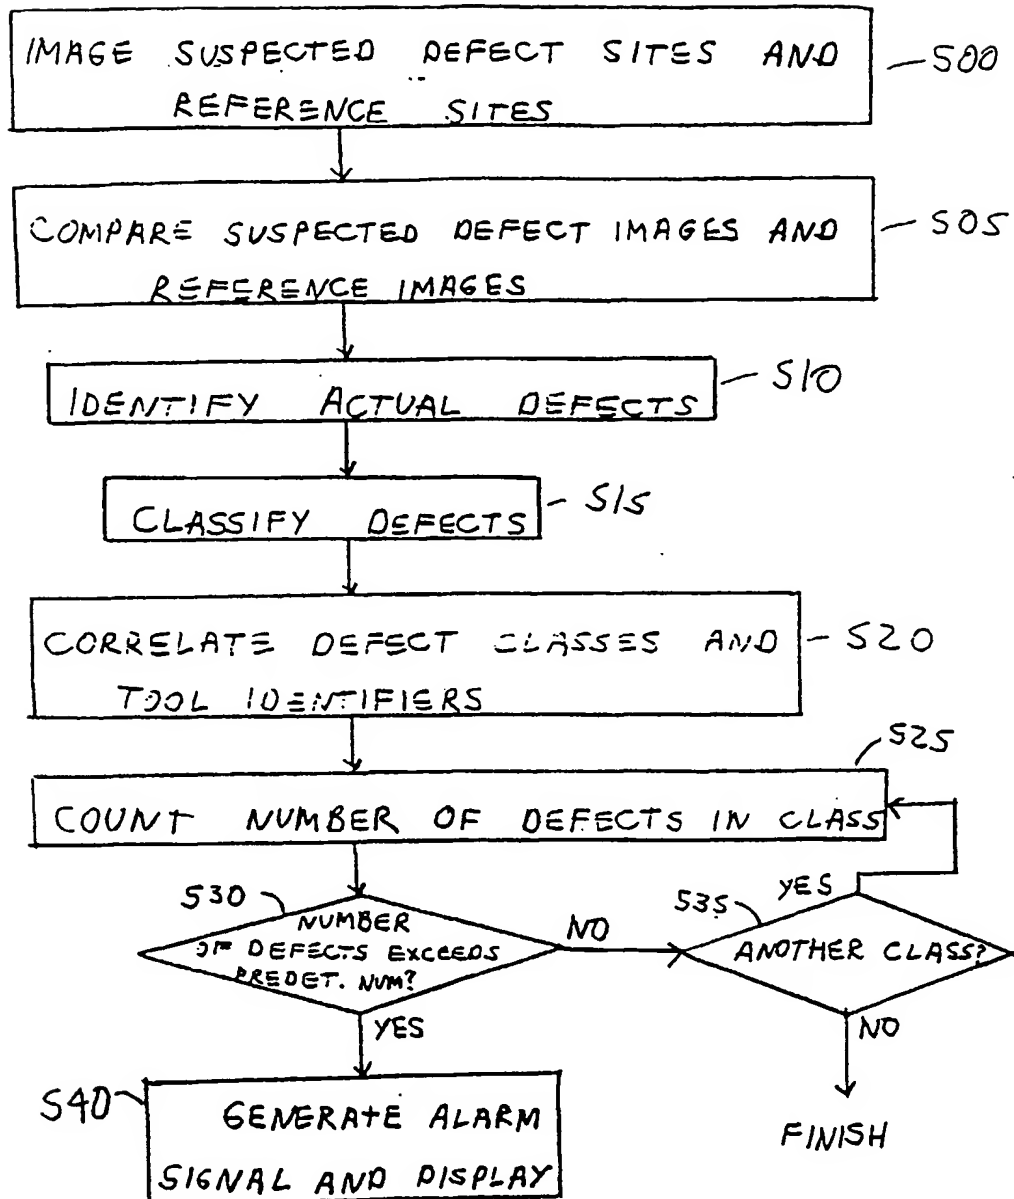 IMAGE SUSPECTED DEFECT SITES AND
REFERENCE SITES
500
COMPARE SUSPECTED DEFECT IMAGES AND
REFERENCE IMAGES
505
IDENTIFY ACTUAL DEFECTS
510
CLASSIFY DEFECTS
515
CORRELATE DEFECT CLASSES AND
TOOL IDENTIFIERS
520
525
COUNT NUMBER OF DEFECTS IN CLASS
530
NUMBER
OF DEFECTS EXCEEDS
PREDET. NUM?
NO
YES
535
YES
ANOTHER CLASS?
NO
FINISH
540
GENERATE ALARM
SIGNAL AND DISPLAY